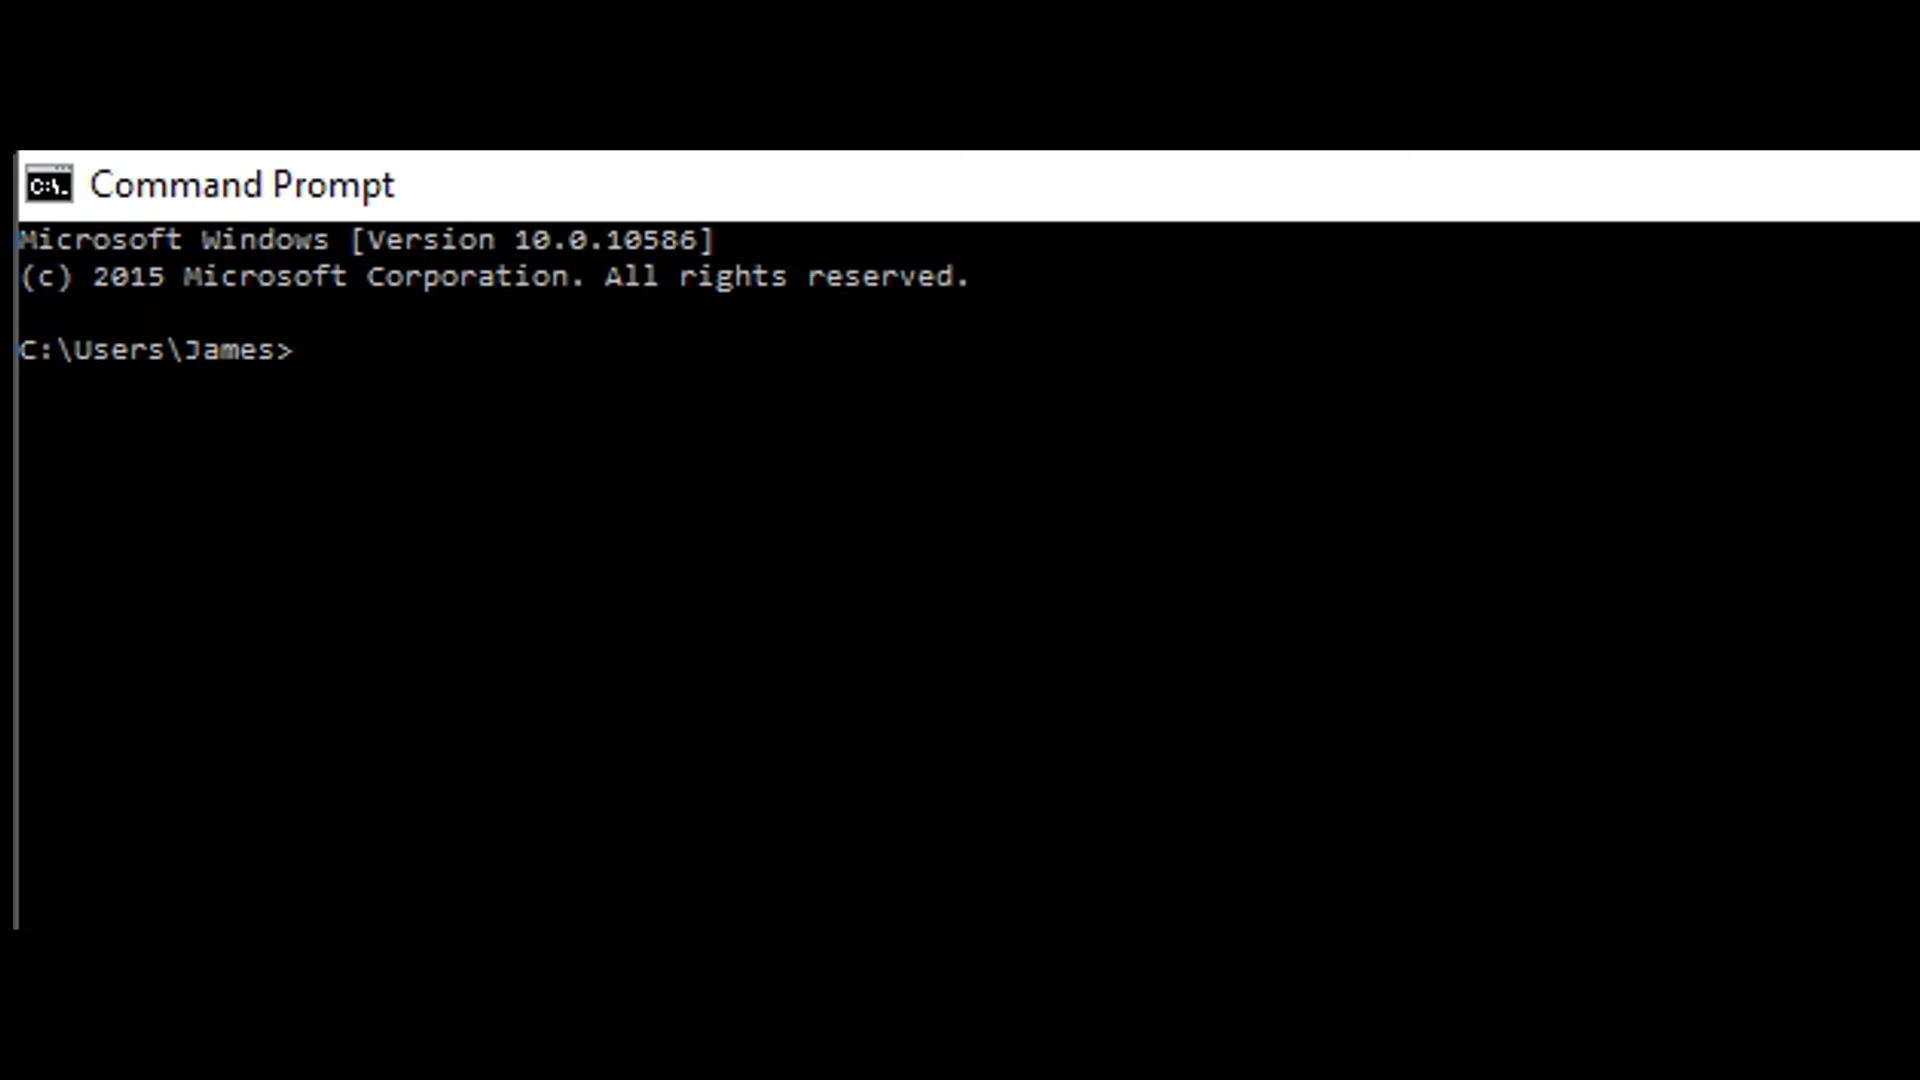 C:\.
Command Prompt
Microsoft Windows [Version 10.0.10586]
(c) 2015 Microsoft Corporation. All rights reserved.
C:\Users\James>